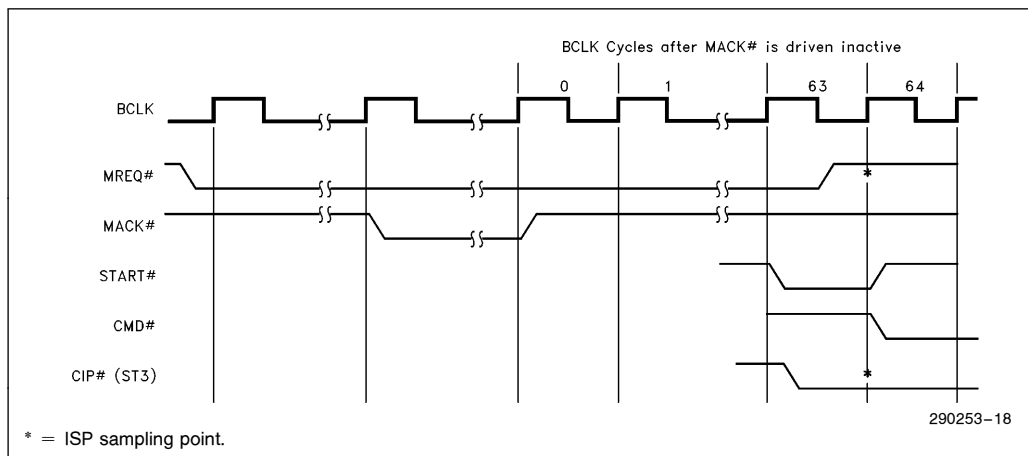 BCLK Cycles after MACK# is driven inactive
0 1 63 64
BCLK
MREQ#
*
MACK#
START#
CMD#
CIP# (ST3)
*
290253–18
* = ISP sampling point.